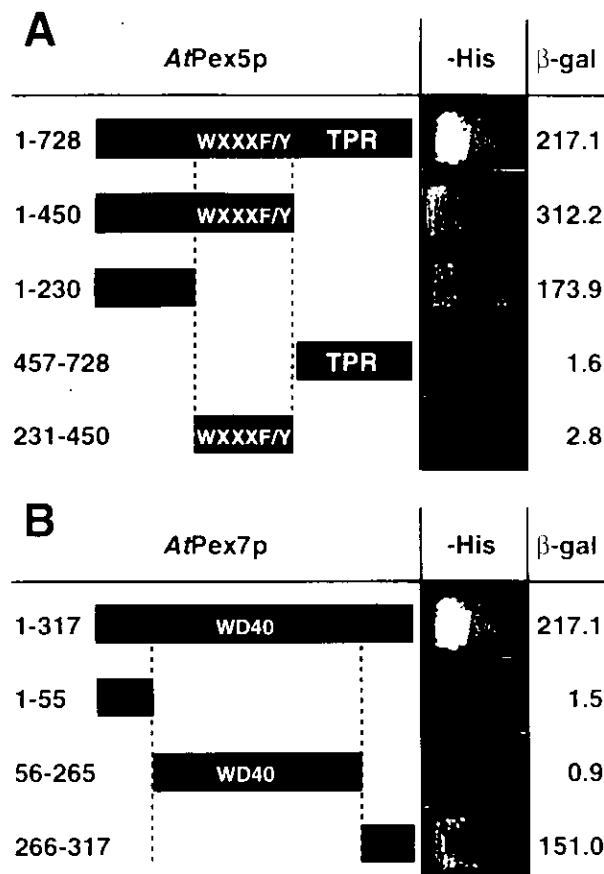 A
AtPex5p -His β-gal
1-728 WXXXF/Y TPR 217.1
1-450 WXXXF/Y 312.2
1-230 173.9
457-728 TPR 1.6
231-450 WXXXF/Y 2.8
B
AtPex7p -His β-gal
1-317 WD40 217.1
1-55 1.5
56-265 WD40 0.9
266-317 151.0